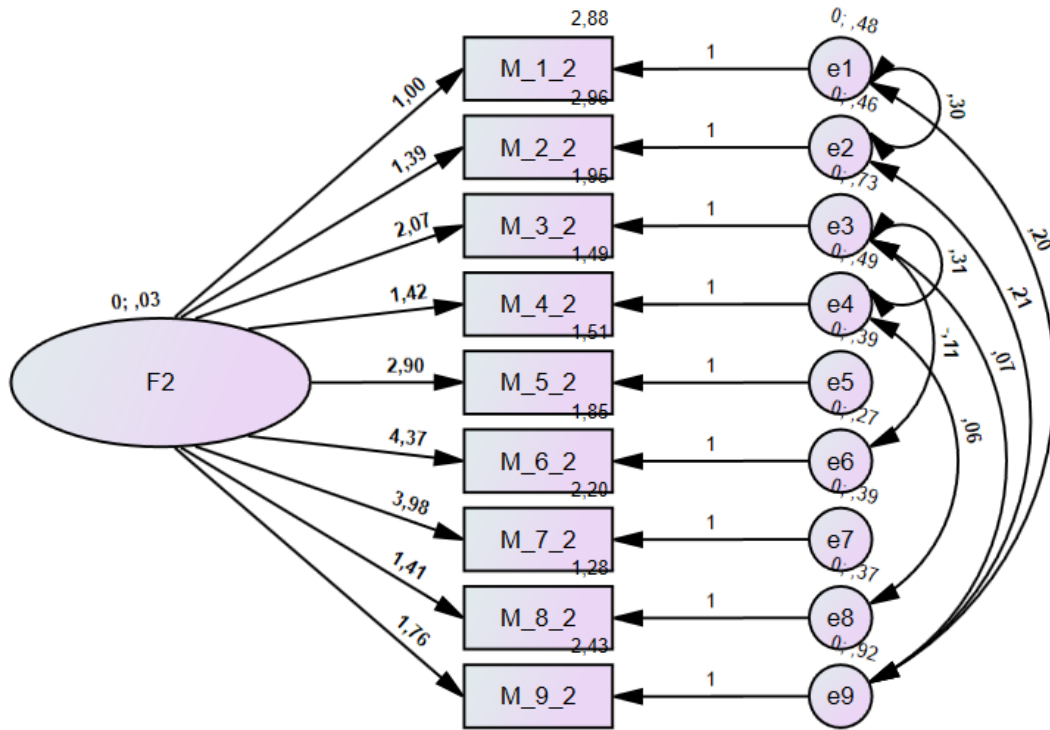 2,88
0; ,48
M_1_2
1
e1
1,00
2,96
0; ,46
,30
M_2_2
1
e2
1,39
1,95
0; ,73
M_3_2
1
e3
2,07
1,49
0; ,49
,31
,20
M_4_2
1
e4
1,42
0; ,03
1,51
0; ,39
-,11
,07
,21
F2
2,90
M_5_2
1
e5
1,85
0; ,27
,06
4,37
M_6_2
1
e6
2,20
0; ,39
3,98
M_7_2
1
e7
1,28
0; ,37
1,41
M_8_2
1
e8
1,76
2,43
0; ,92
M_9_2
1
e9